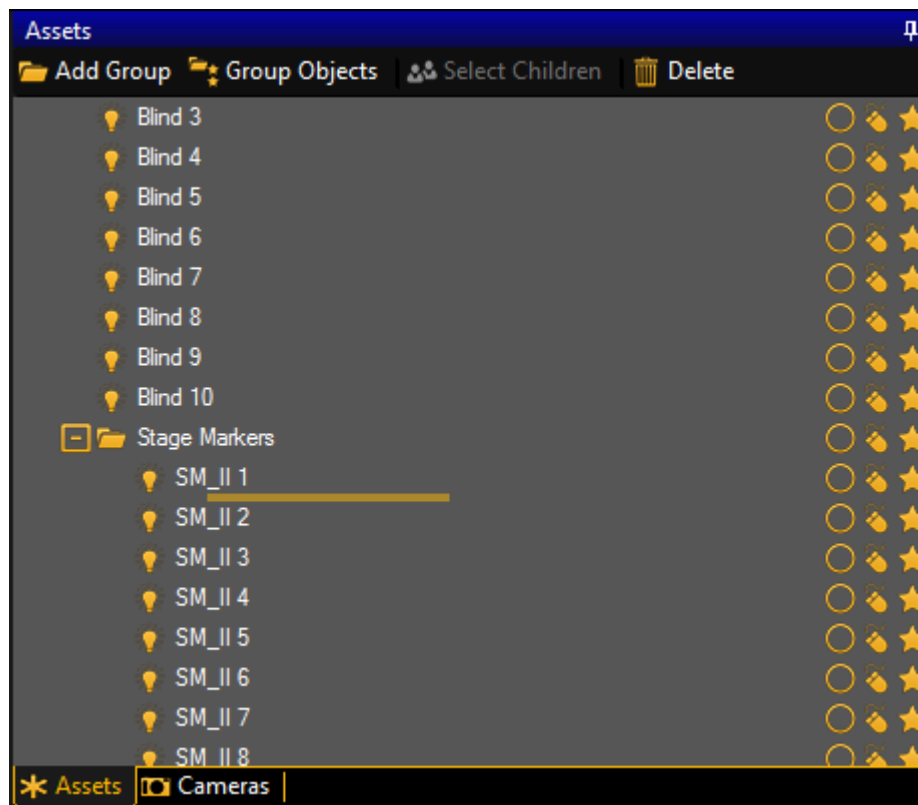 Assets
Add Group Group Objects Select Children Delete
Blind 3
Blind 4
Blind 5
Blind 6
Blind 7
Blind 8
Blind 9
Blind 10
Stage Markers
SM_II 1
SM_II 2
SM_II 3
SM_II 4
SM_II 5
SM_II 6
SM_II 7
SM_II 8
Assets Cameras